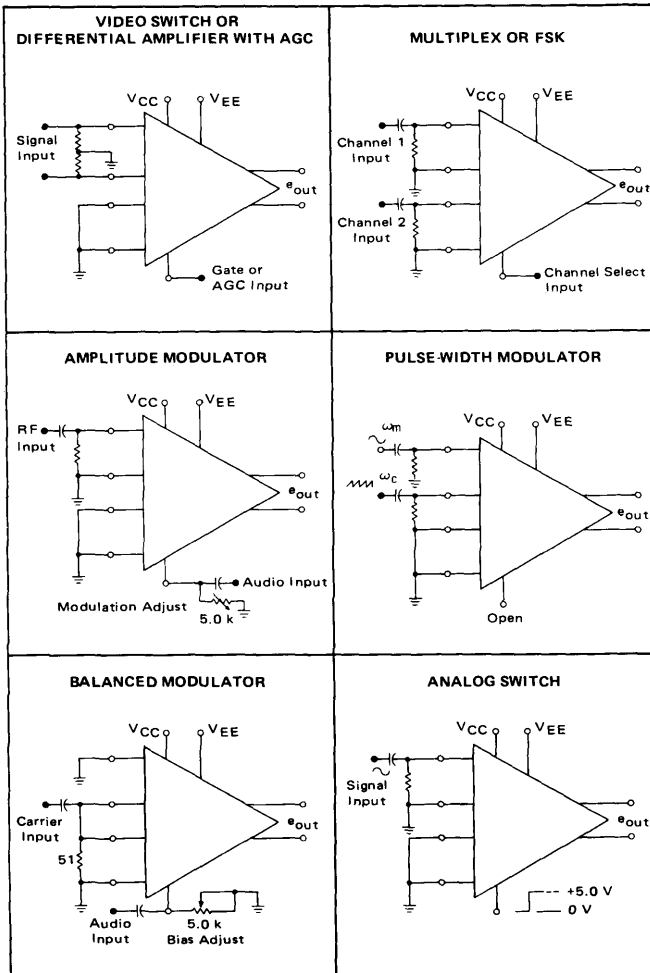 VIDEO SWITCH OR
DIFFERENTIAL AMPLIFIER WITH AGC
VCC
VEE
Signal
Input
eout
Gate or
AGC Input
MULTIPLEX OR FSK
VCC
VEE
Channel 1
Input
eout
Channel 2
Input
Channel Select
Input
AMPLITUDE MODULATOR
VCC
VEE
RF
Input
eout
Audio Input
Modulation Adjust
5.0 k
PULSE-WIDTH MODULATOR
VCC
VEE
ωm
ωc
eout
Open
BALANCED MODULATOR
VCC
VEE
Carrier
Input
eout
51
Audio
Input
5.0 k
Bias Adjust
ANALOG SWITCH
VCC
VEE
Signal
Input
eout
+5.0 V
0 V